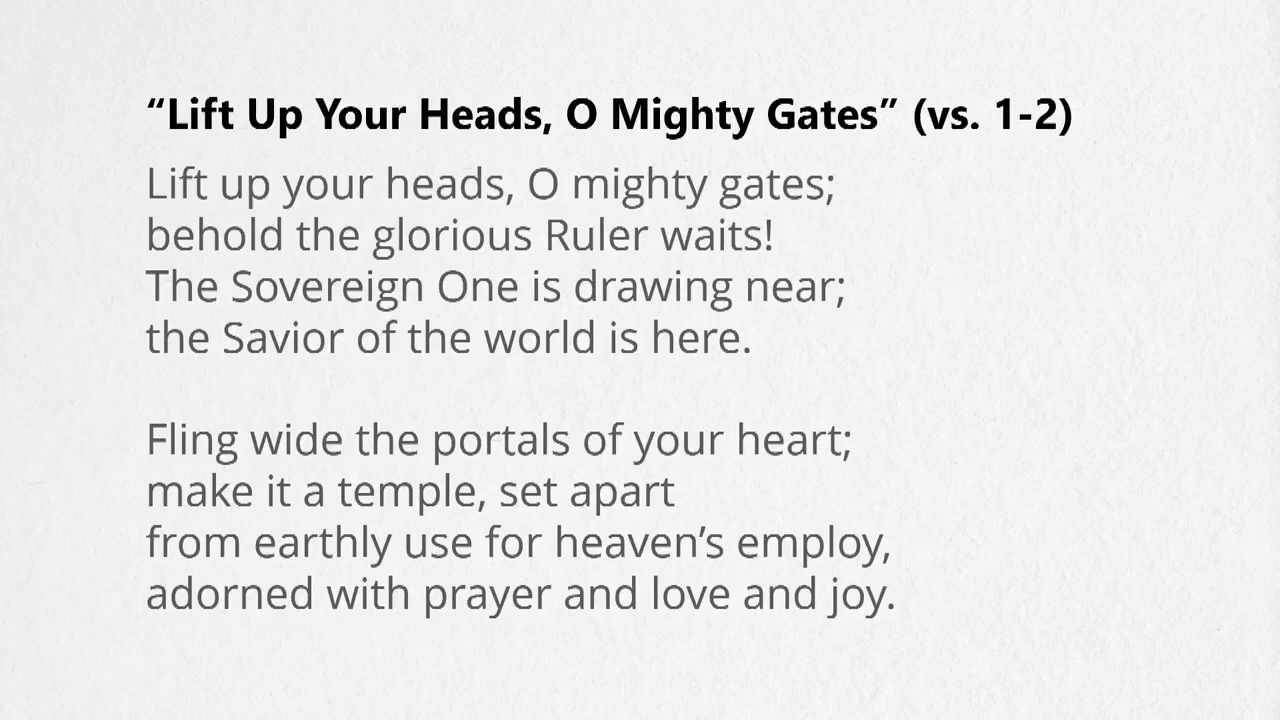 “Lift Up Your Heads, O Mighty Gates” (vs. 1-2)
Lift up your heads, O mighty gates;
behold the glorious Ruler waits!
The Sovereign One is drawing near;
the Savior of the world is here.
Fling wide the portals of your heart;
make it a temple, set apart
from earthly use for heaven’s employ,
adorned with prayer and love and joy.